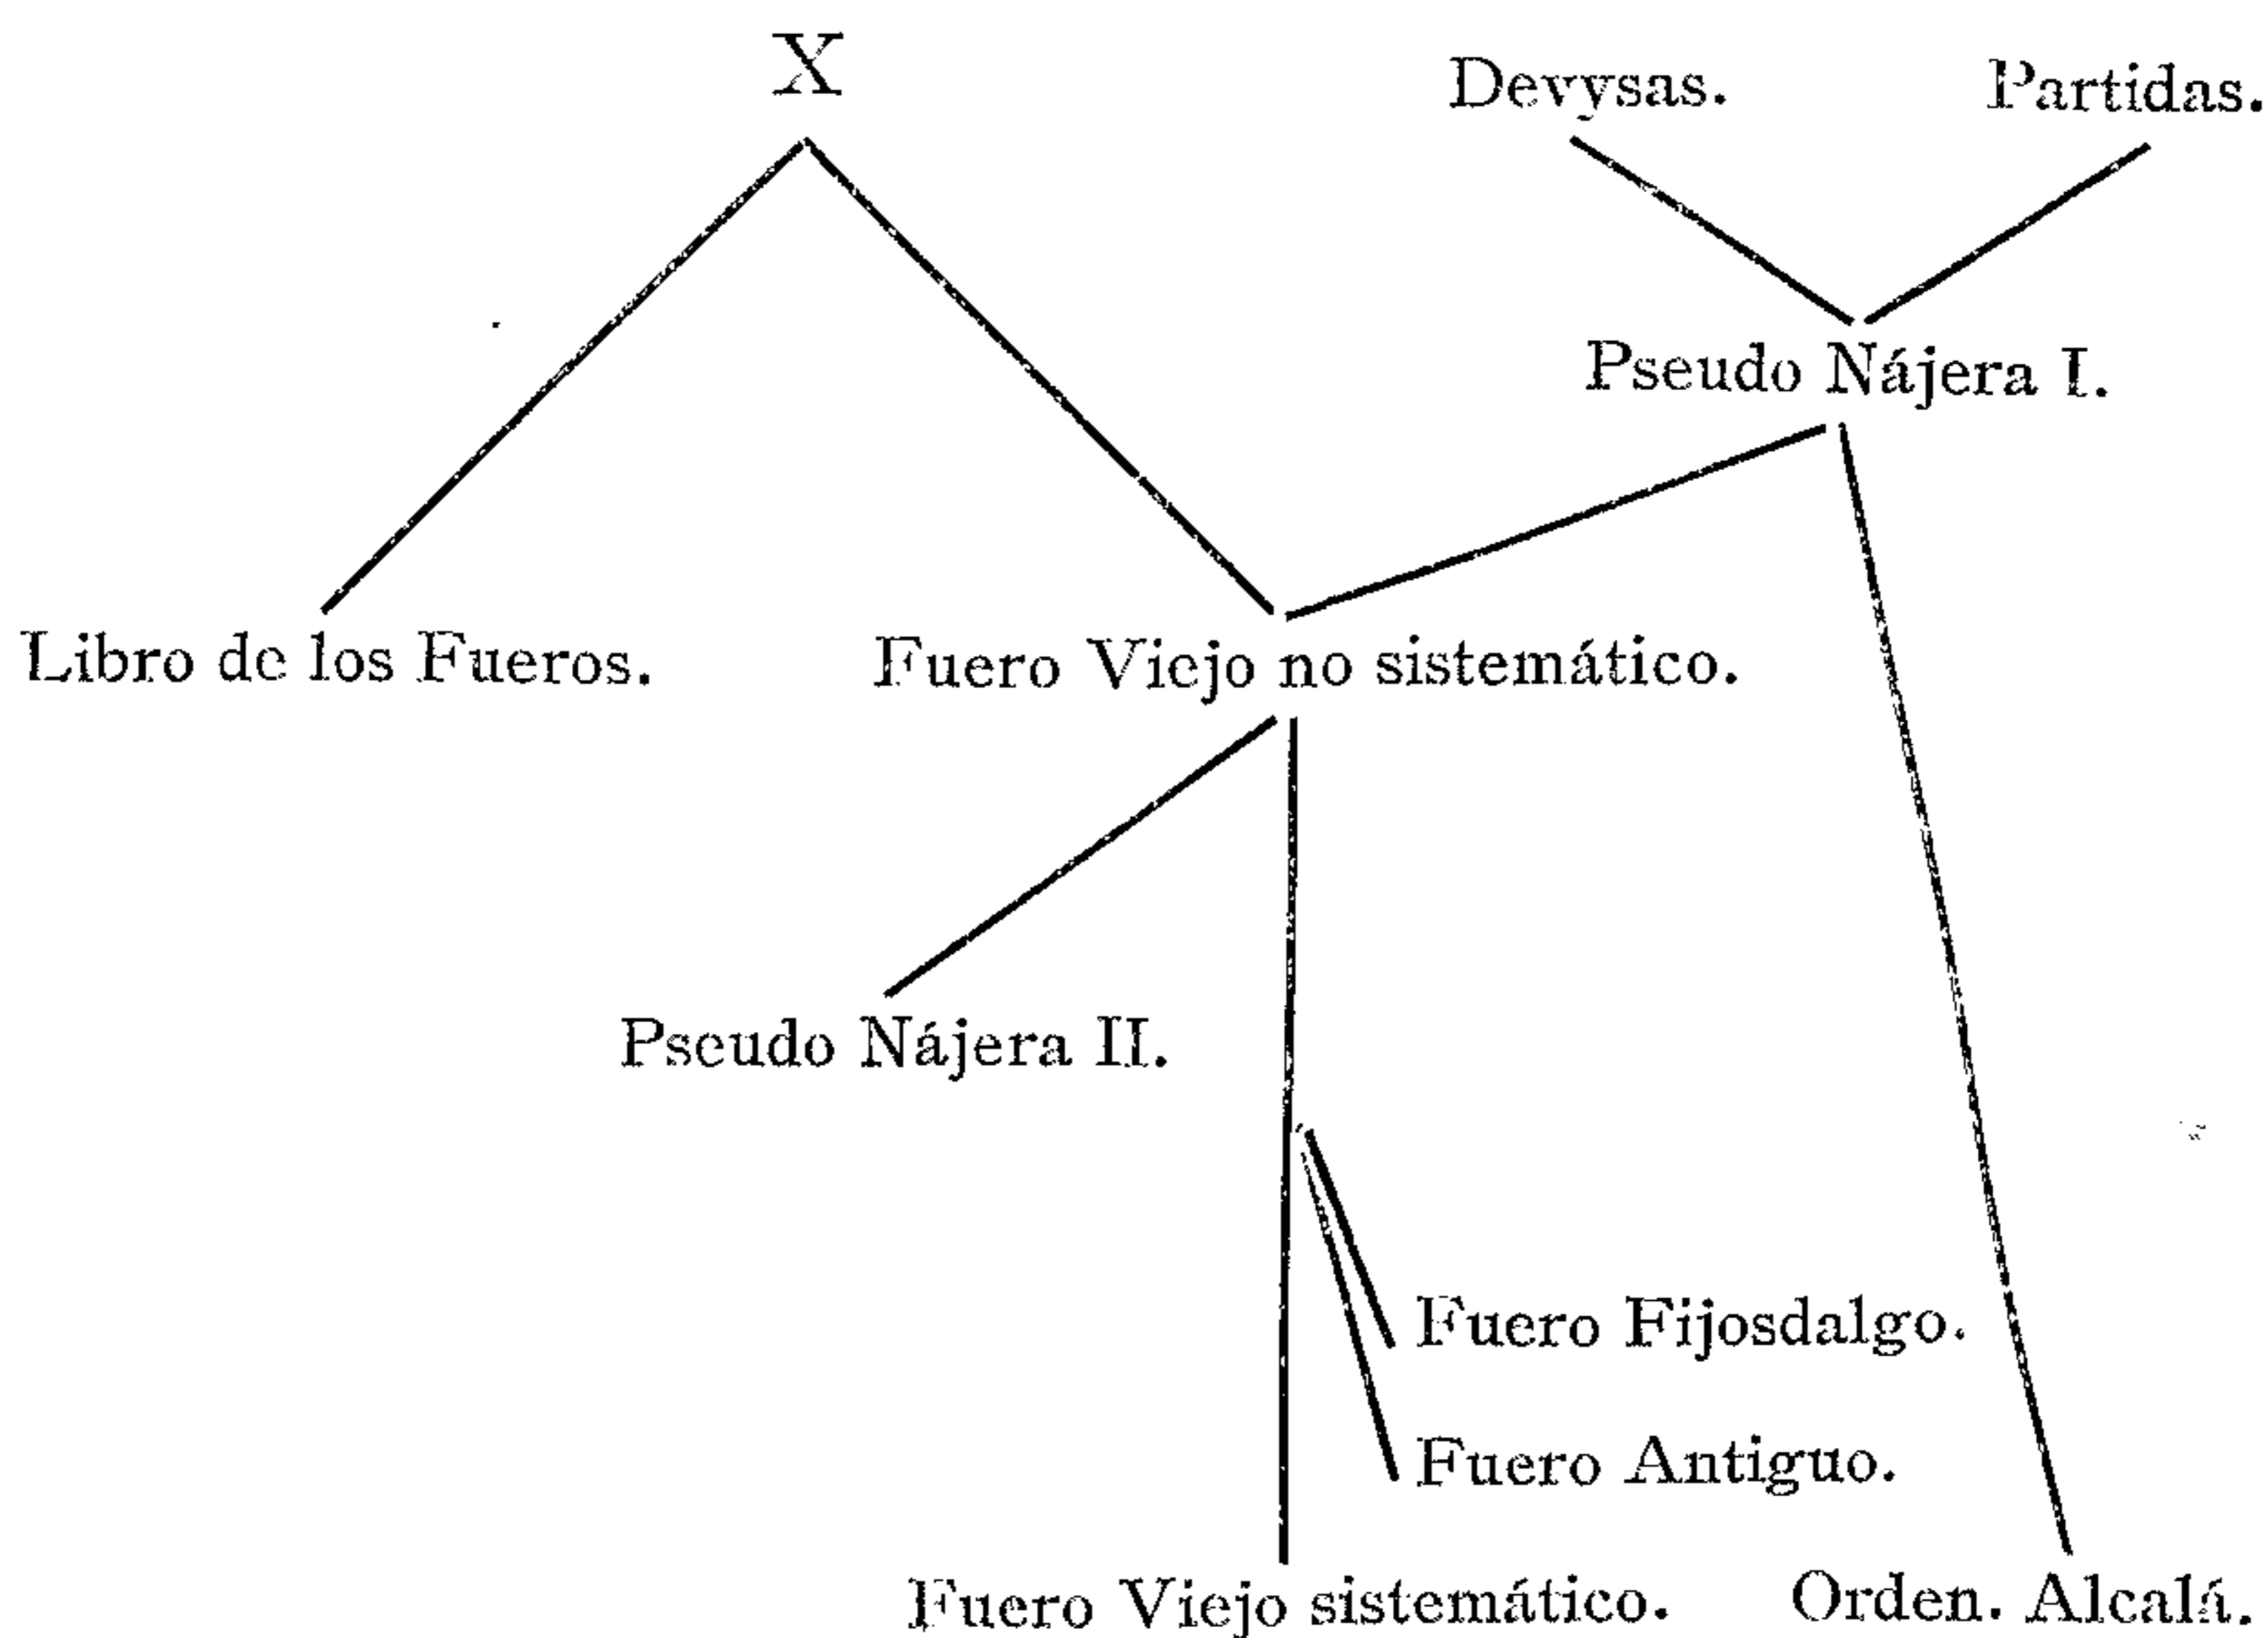 X
Devysas.
Partidas.
Pseudo Nájera I.
Libro de los Fueros.
Fuero Viejo no sistemático.
Pseudo Nájera II.
Fuero Fijosdalgo.
Fuero Antiguo.
Fuero Viejo sistemático.
Orden. Alcalá.